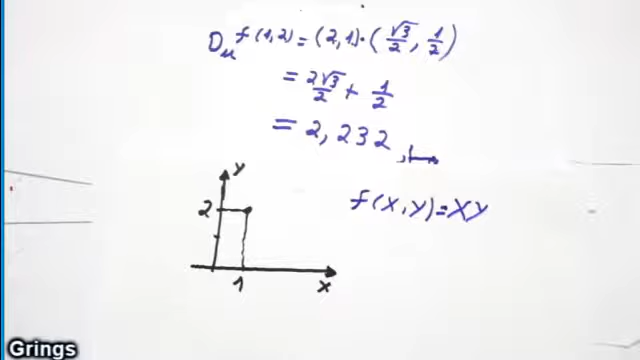 Duf(1,2)=(2,1)·(√3/2, 1/2)
= 2√3/2 + 1/2
= 2,232
y
2
f(x,y)=xy
1
x
Grings